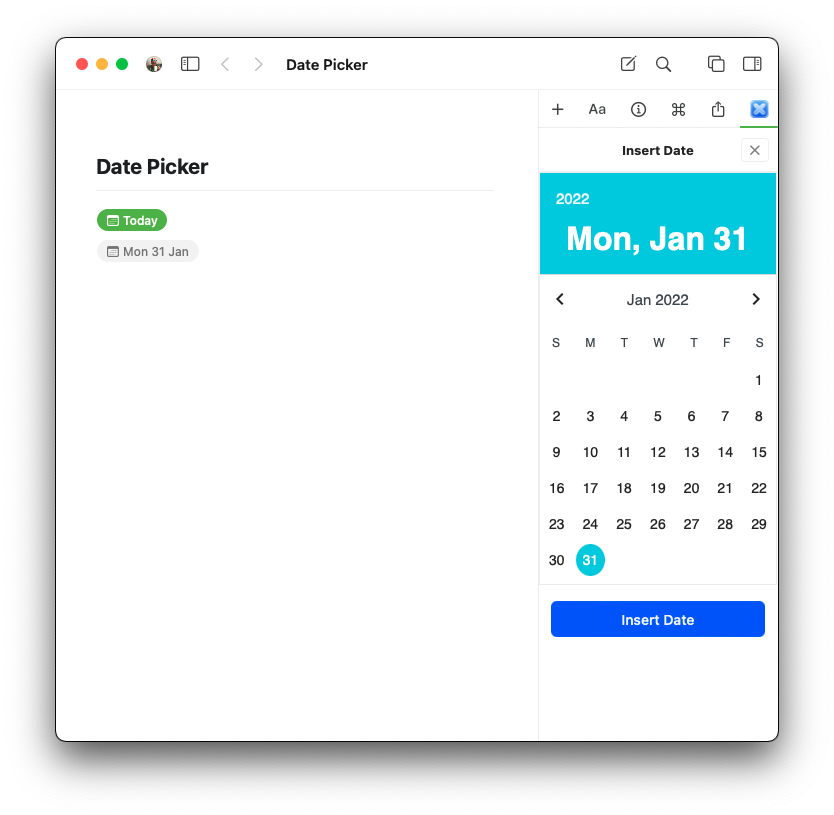 Date Picker
Aa
Date Picker
Today
Mon 31 Jan
Insert Date
2022
Mon, Jan 31
Jan 2022
S M T W T F S
1
2 3 4 5 6 7 8
9 10 11 12 13 14 15
16 17 18 19 20 21 22
23 24 25 26 27 28 29
30 31
Insert Date